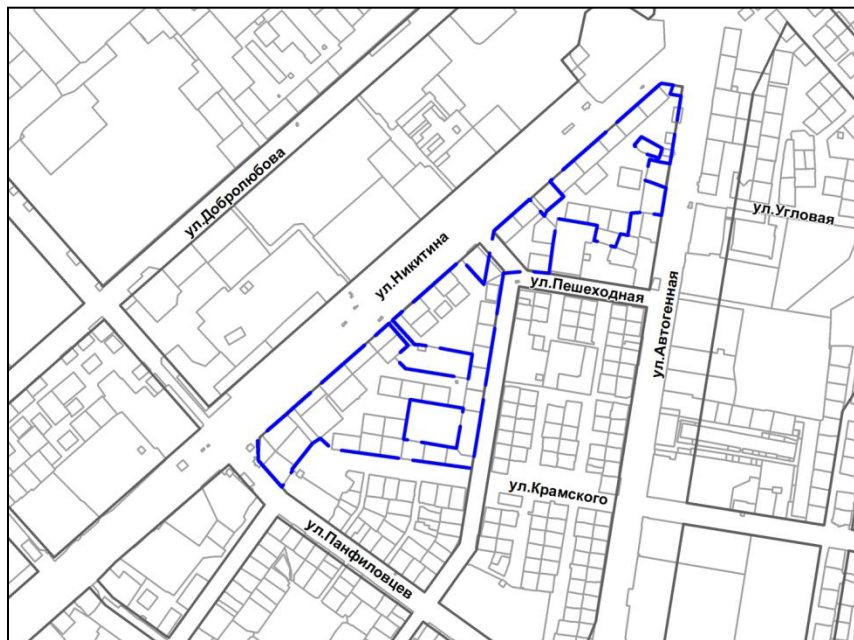 ул.Добролюбова
ул.Угловая
ул.Никитина
ул.Пешеходная
ул.Автогенная
ул.Крамского
ул.Панфиловцев